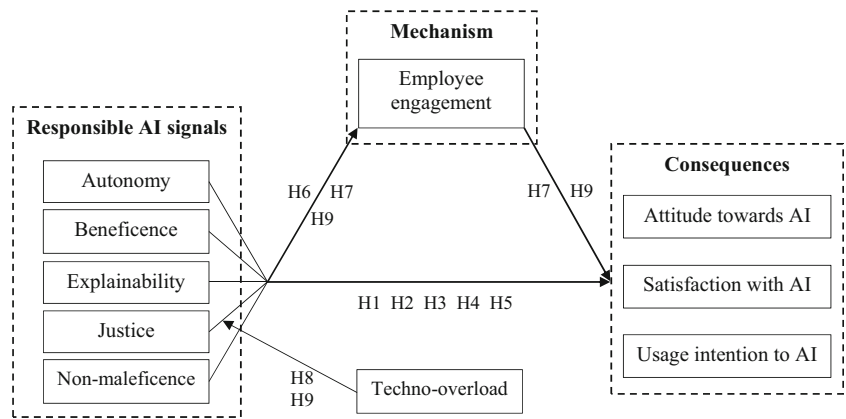 Mechanism
Employee
engagement
Responsible AI signals
Autonomy
Beneficence
Explainability
Justice
Non-maleficence
H6 H7
H9
H7 H9
H1 H2 H3 H4 H5
H8
H9
Techno-overload
Consequences
Attitude towards AI
Satisfaction with AI
Usage intention to AI